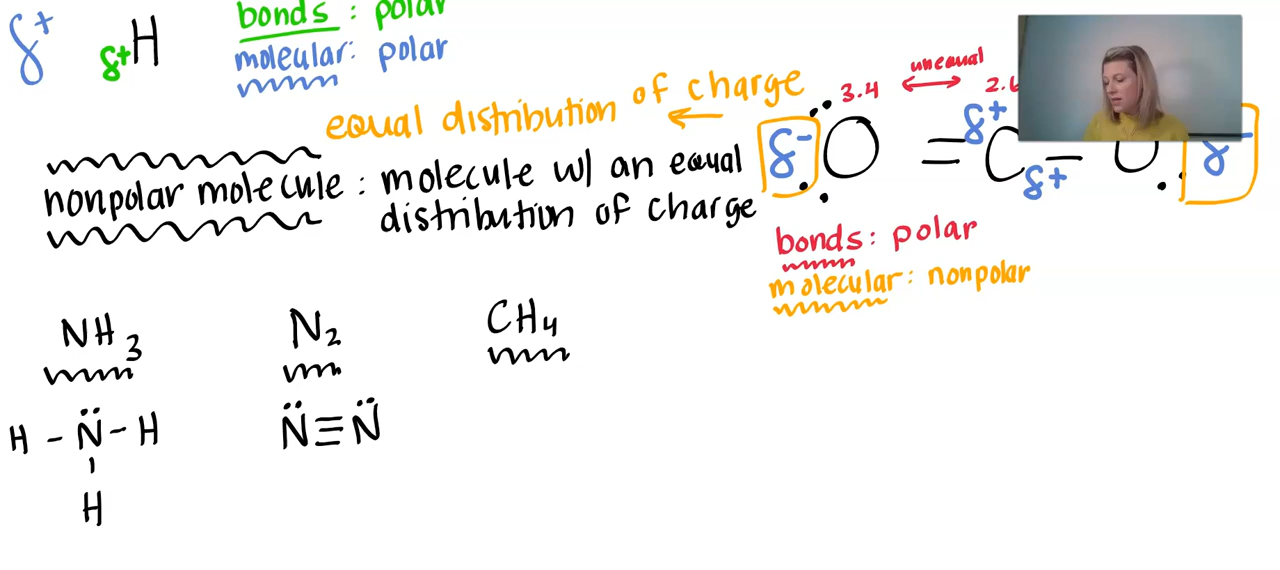 bonds : polar
δ+ δ+H
molecular: polar
unequal
3.4 2.6
equal distribution of charge
δ- O = C - O δ-
δ+ δ+
nonpolar molecule : molecule w/ an equal
distribution of charge
bonds: polar
molecular: nonpolar
NH3 N2 CH4
H - N - H N ≡ N
H